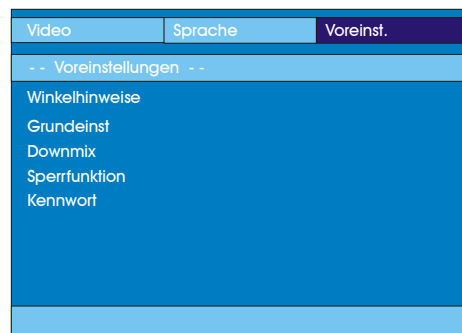 Video Sprache Voreinst.
- - Voreinstellungen - -
Winkelhinweise
Grundeinst
Downmix
Sperrfunktion
Kennwort